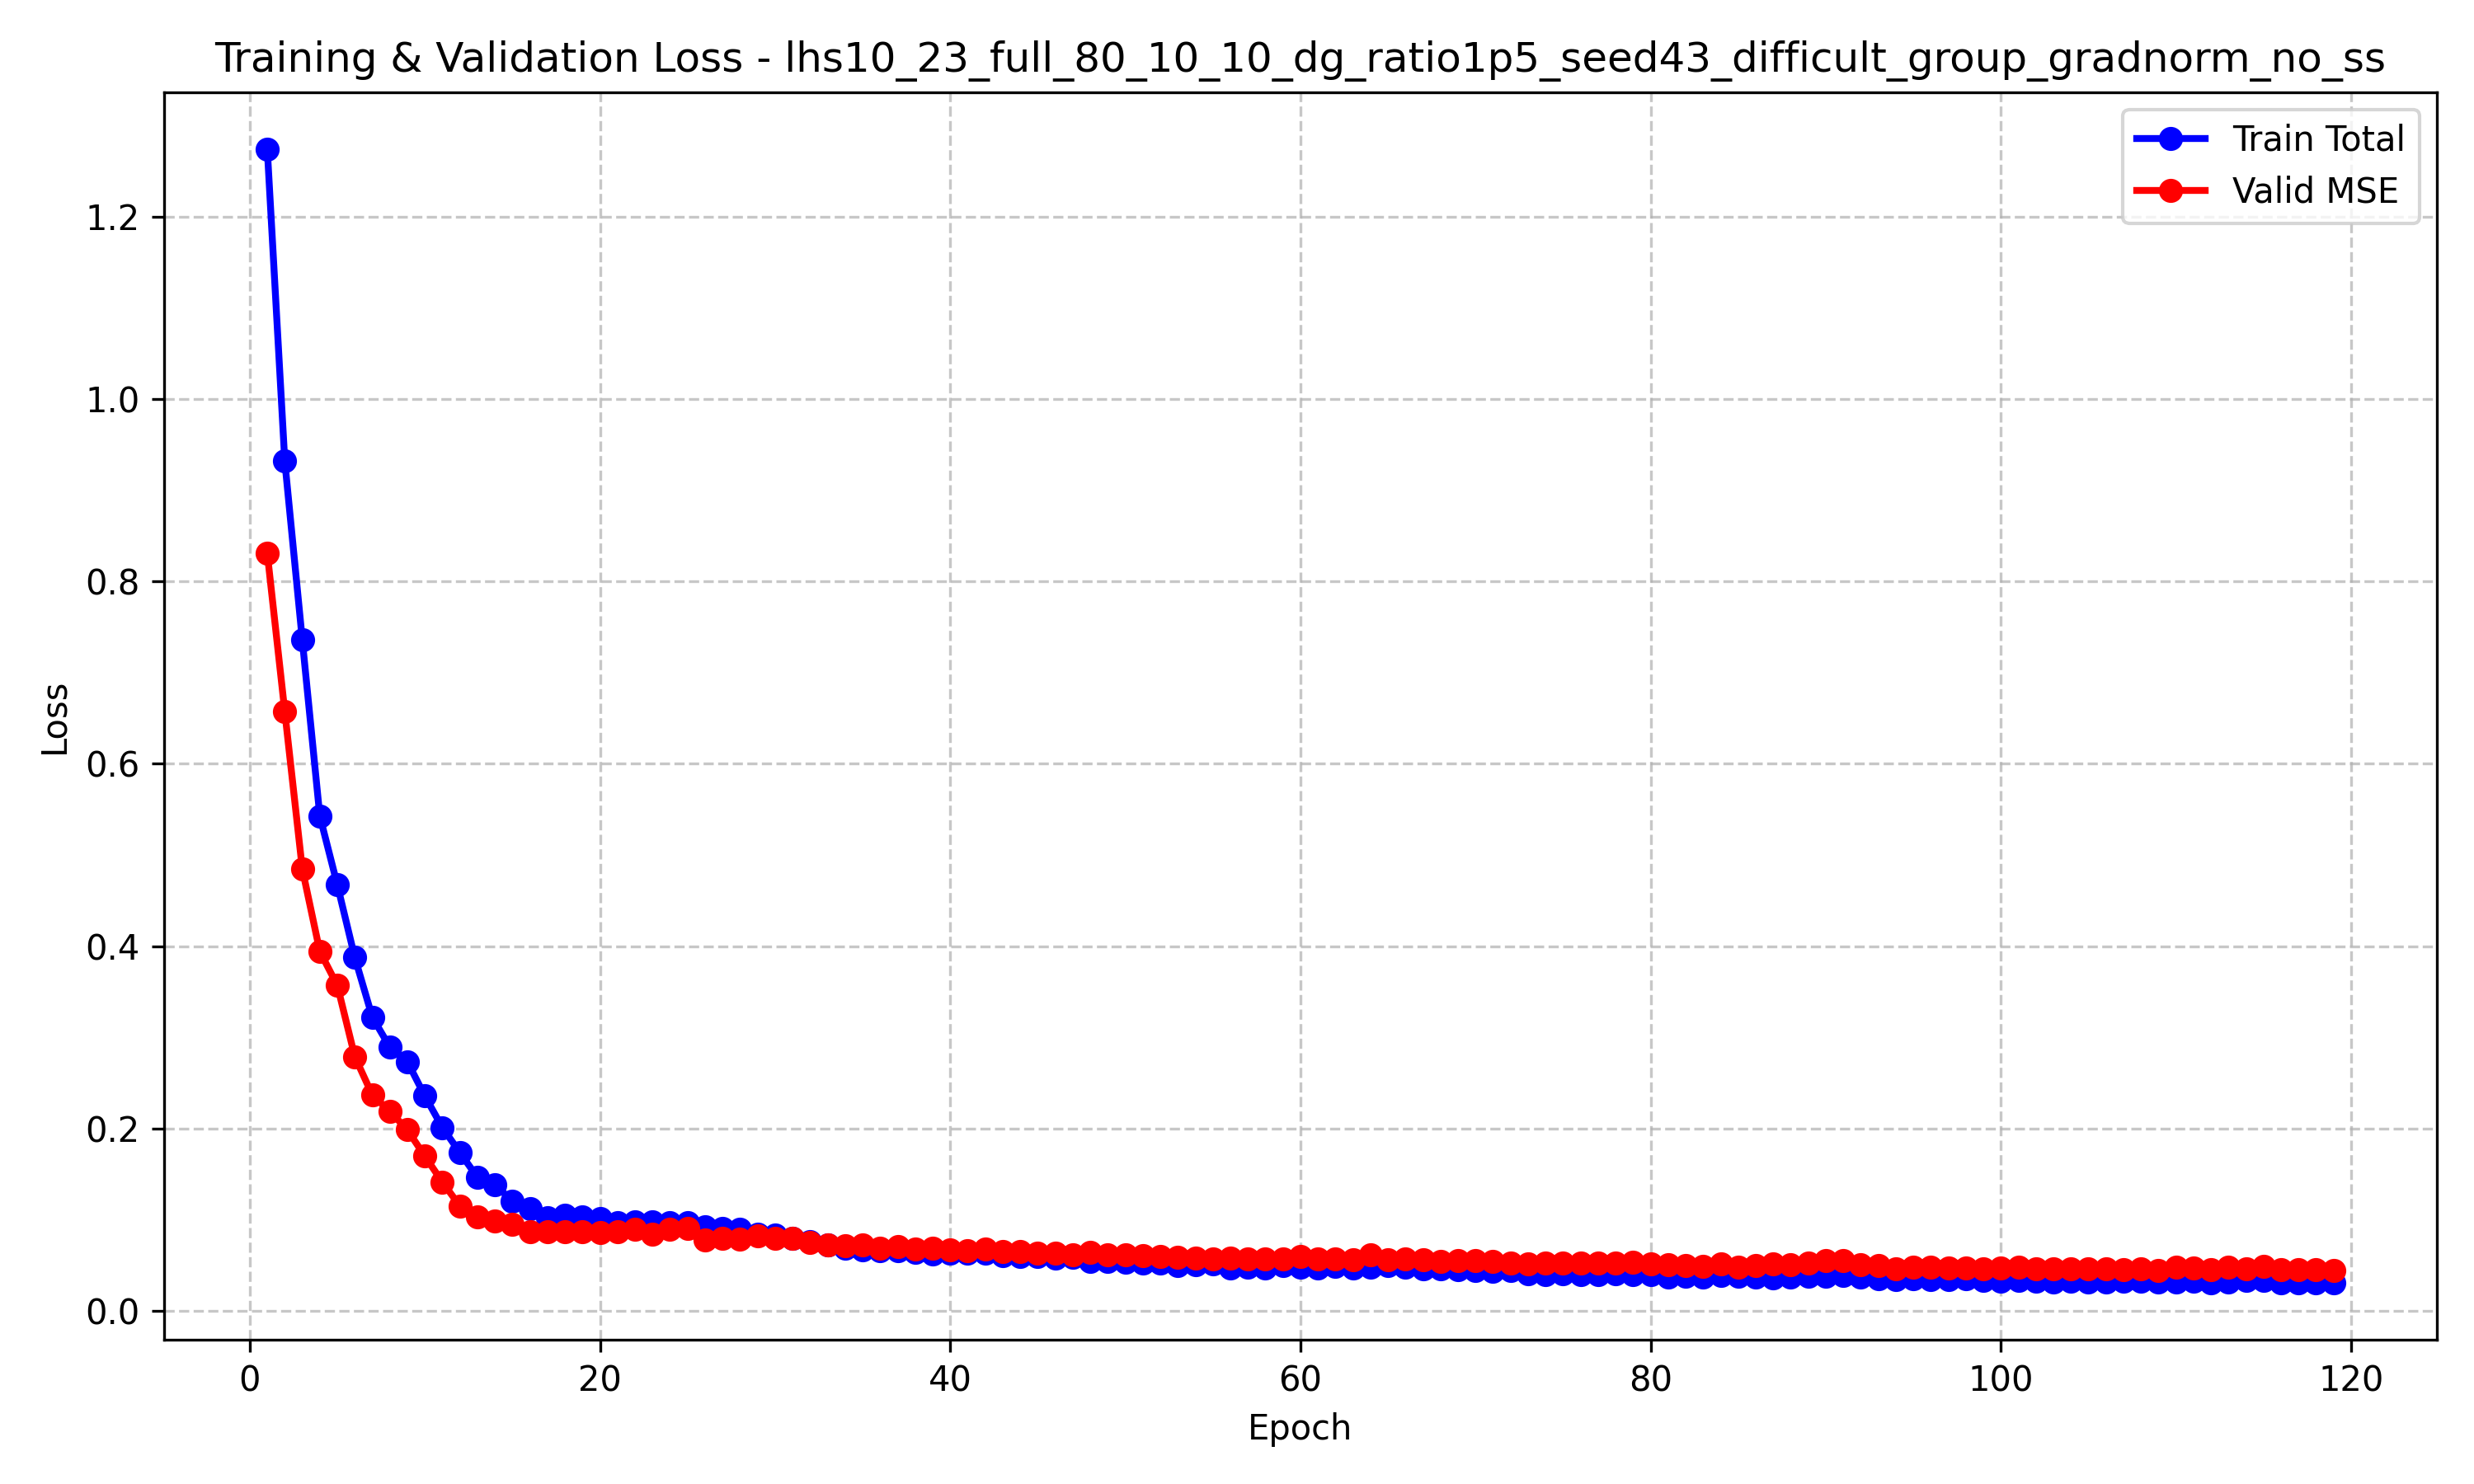 Training & Validation Loss - lhs10_23_full_80_10_10_dg_ratio1p5_seed43_difficult_group_gradnorm_no_ss
Train Total
Valid MSE
1.2
1.0
0.8
0.6
0.4
0.2
0.0
Loss
0 20 40 60 80 100 120
Epoch